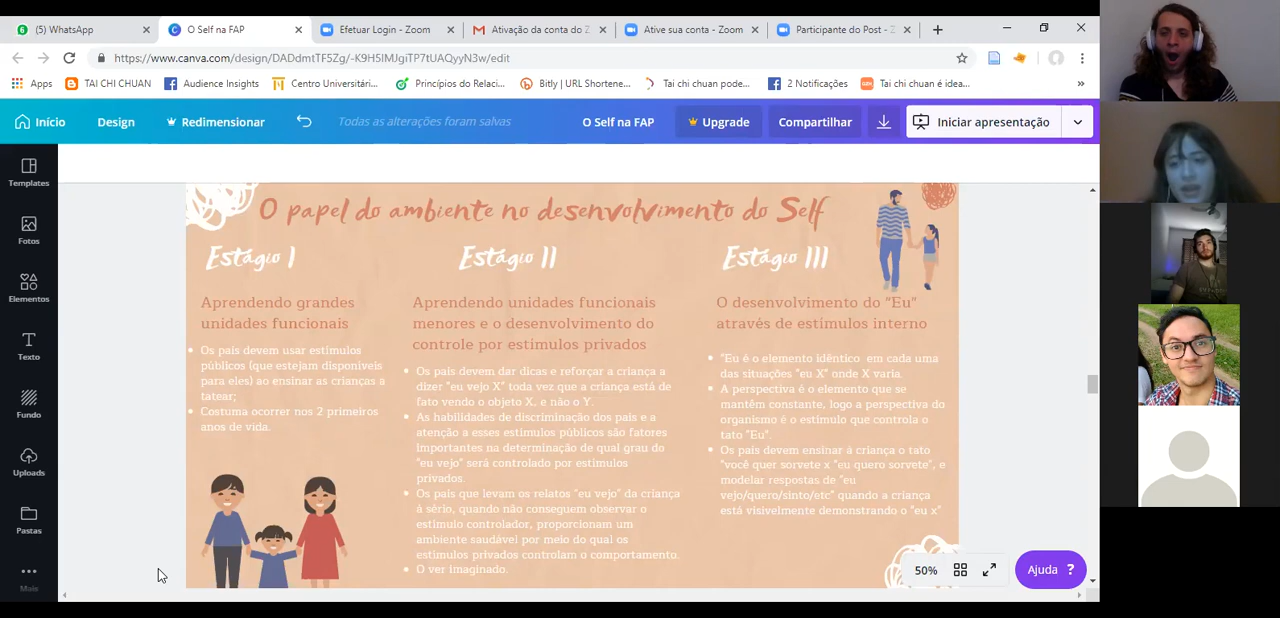 (5) WhatsApp
O Self na FAP
Efetuar Login - Zoom
Ativação da conta do Z
Ative sua conta - Zoom
Participante do Post - Z
https://www.canva.com/design/DADdmtTF5Zg/-K9H5IMJgiTP7tUAQyyN3w/edit
Apps
TAI CHI CHUAN
Audience Insights
Centro Universitári...
Princípios do Relaci...
Bitly | URL Shortene...
Tai chi chuan pode...
2 Notificações
Tai chi chuan é idea...
Início
Design
Redimensionar
Todas as alterações foram salvas
O Self na FAP
Upgrade
Compartilhar
Iniciar apresentação
Templates
Fotos
Elementos
Texto
Fundo
Uploads
Pastas
Mais
O papel do ambiente no desenvolvimento do Self
Estágio I
Aprendendo grandes
unidades funcionais
Os pais devem usar estímulos
públicos (que estejam disponíveis
para eles) ao ensinar as crianças a
tatear;
Costuma ocorrer nos 2 primeiros
anos de vida.
Estágio II
Aprendendo unidades funcionais
menores e o desenvolvimento do
controle por estímulos privados
Os pais devem dar dicas e reforçar a criança a
dizer "eu vejo X" toda vez que a criança está de
fato vendo o objeto X, e não o Y.
As habilidades de discriminação dos pais e a
atenção a esses estímulos públicos são fatores
importantes na determinação de qual grau do
"eu vejo" será controlado por estímulos
privados.
Os pais que levam os relatos "eu vejo" da criança
à sério, quando não conseguem observar o
estímulo controlador, proporcionam um
ambiente saudável por meio do qual os
estímulos privados controlam o comportamento.
O ver imaginado.
Estágio III
O desenvolvimento do "Eu"
através de estímulos interno
"Eu é o elemento idêntico em cada uma
das situações "eu X" onde X varia.
A perspectiva é o elemento que se
mantêm constante, logo a perspectiva do
organismo é o estímulo que controla o
tato "Eu".
Os pais devem ensinar à criança o tato
"você quer sorvete x "eu quero sorvete", e
modelar respostas de "eu
vejo/quero/sinto/etc" quando a criança
está visivelmente demonstrando o "eu x"
50%
Ajuda ?